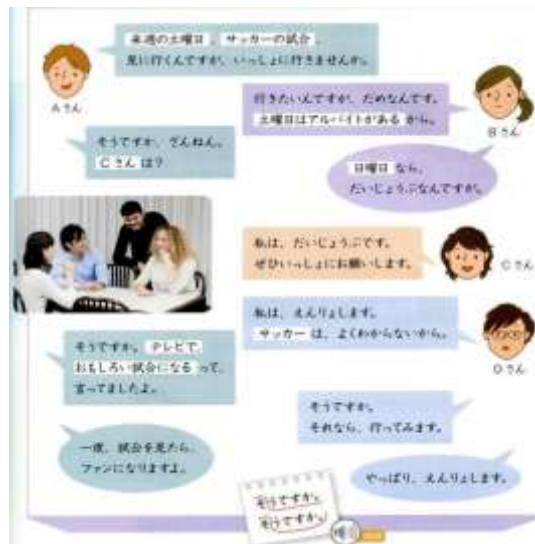 来週の土曜日、サッカーの試合、
見に行くんですが、いっしょに行きませんか。
Aさん
行きたいんですが、だめなんです。
土曜日はアルバイトがあるから。
Bさん
そうですか、ざんねん。
Cさんは?
日曜日なら、
だいじょうぶなんですが。
私は、だいじょうぶです。
ぜひいっしょにお願いします。
Cさん
私は、えんりょします。
サッカーは、よくわからないから。
Dさん
そうですか。テレビで、
おもしろい試合になるって、
言ってましたよ。
そうですか。
それなら、行ってみます。
一度、試合を見たら、
ファンになりますよ。
やっぱり、えんりょします。
そうですか。
そうですか。